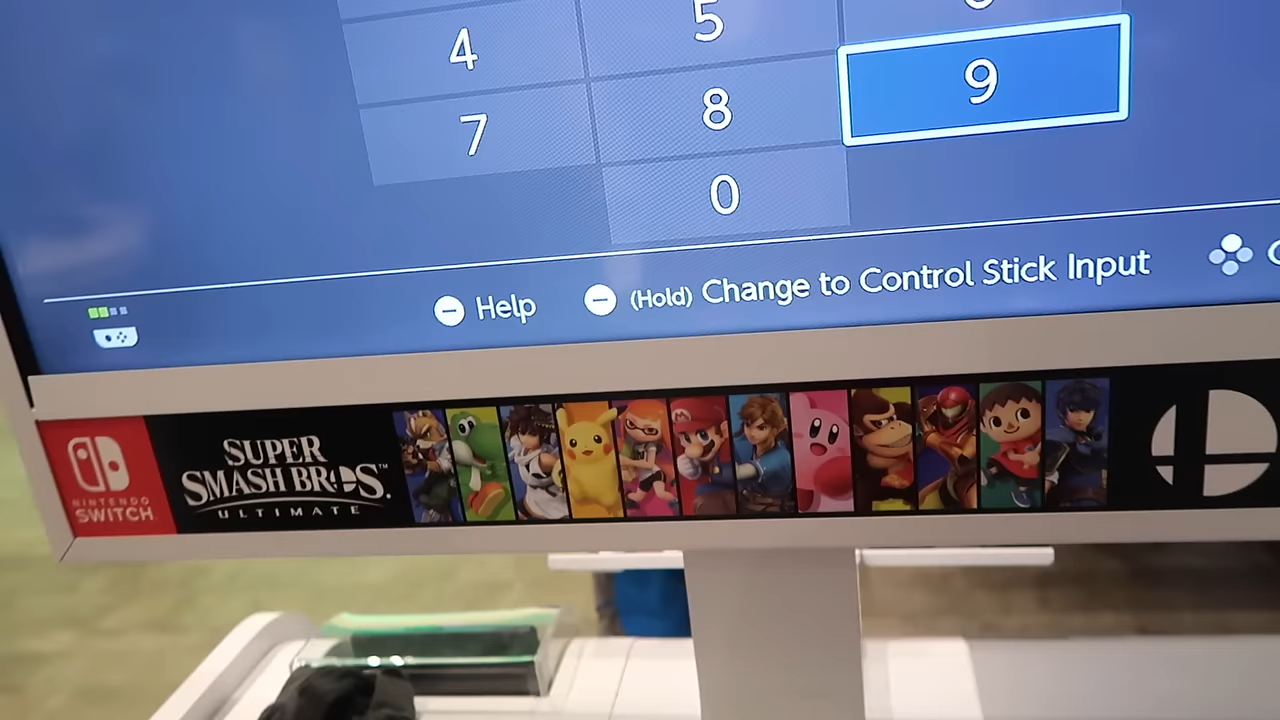 4 5
7 8 9
0
Help (Hold) Change to Control Stick Input
NINTENDO
SWITCH
SUPER
SMASH BROS.™
ULTIMATE